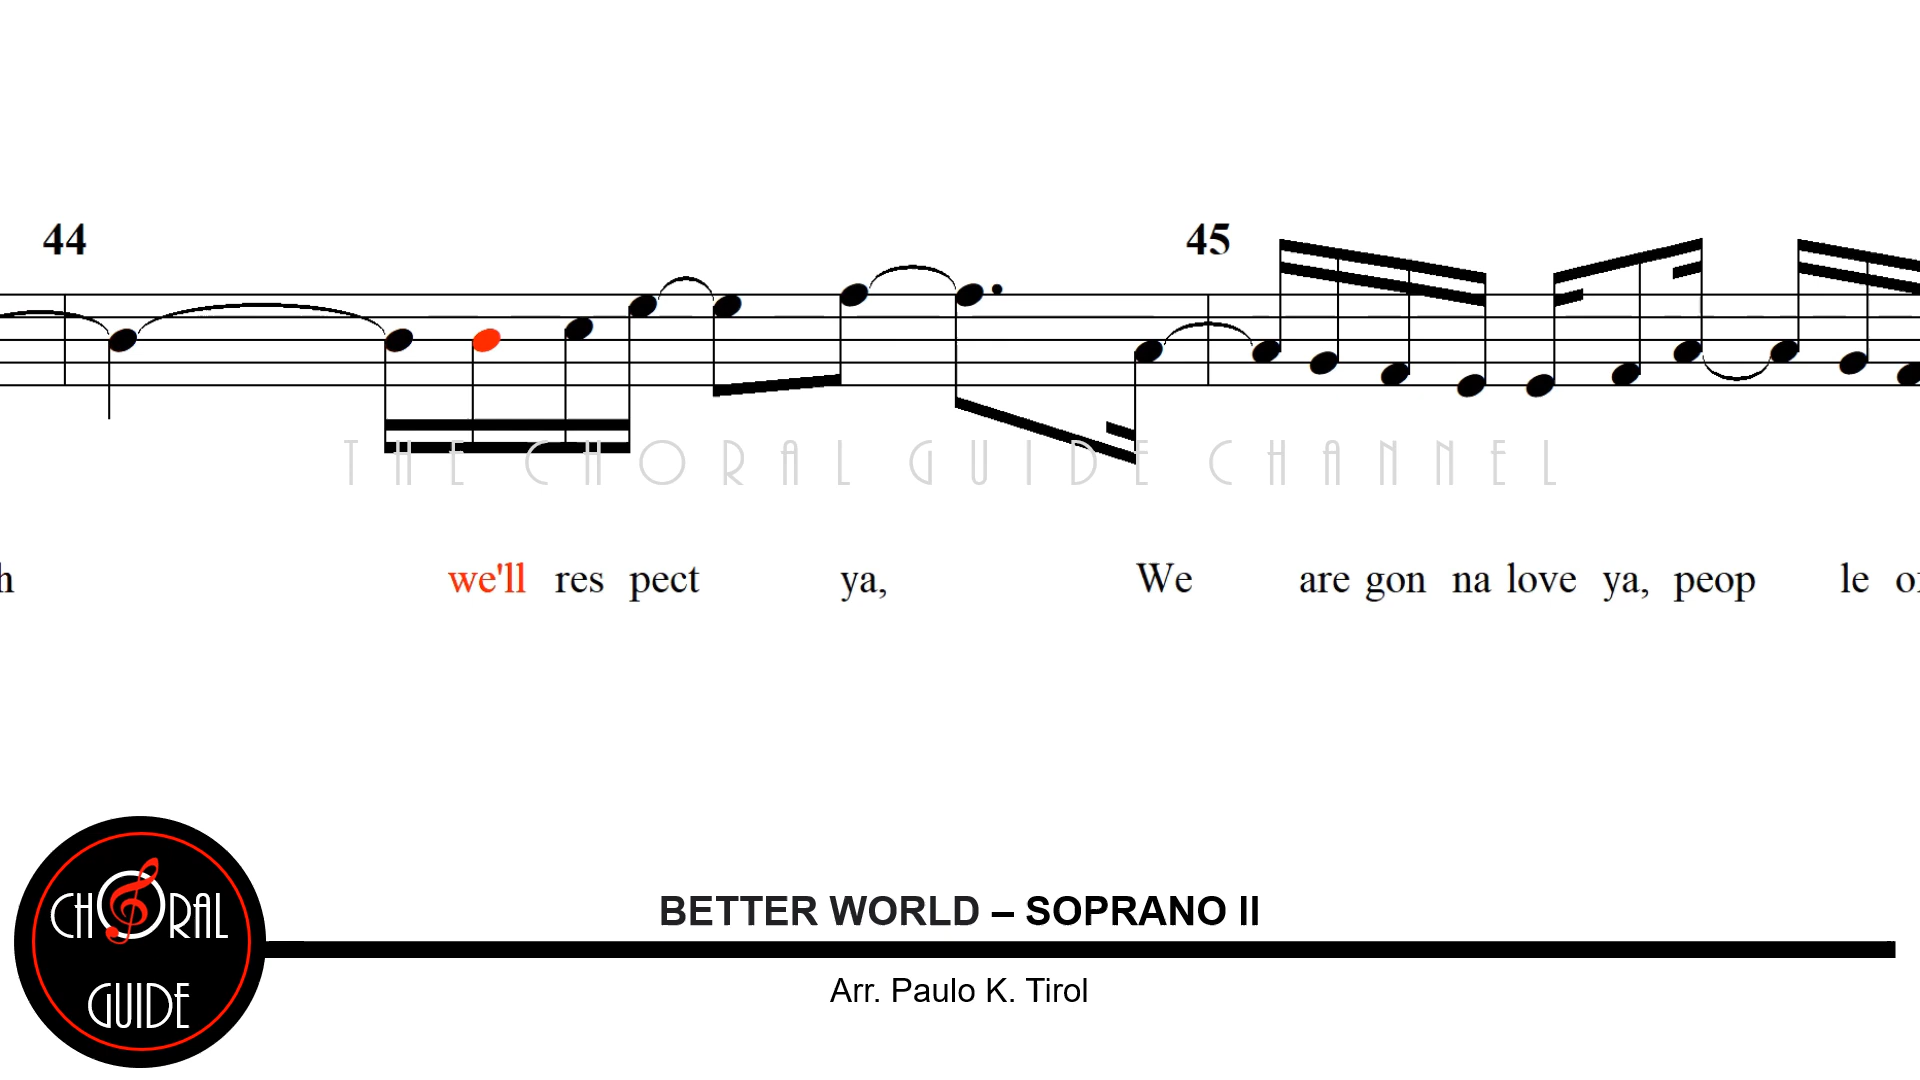 44 45
THE CHORAL GUIDE CHANNEL
h we'll res pect ya, We are gon na love ya, peop le of
BETTER WORLD – SOPRANO II
Arr. Paulo K. Tirol
CHORAL
GUIDE